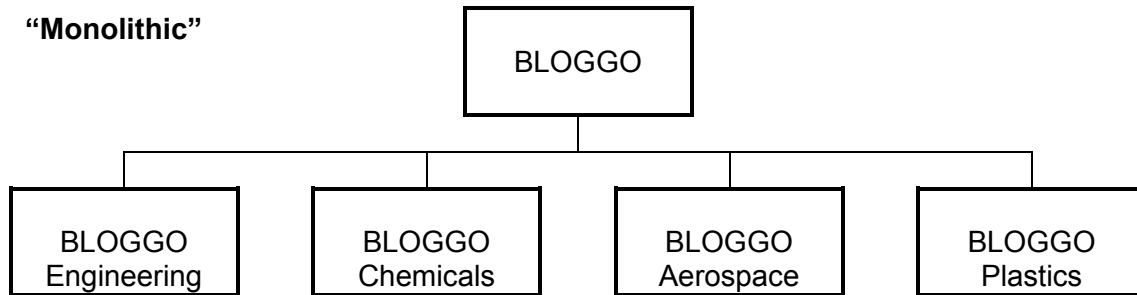 “Monolithic”
BLOGGO
BLOGGO
Engineering
BLOGGO
Chemicals
BLOGGO
Aerospace
BLOGGO
Plastics